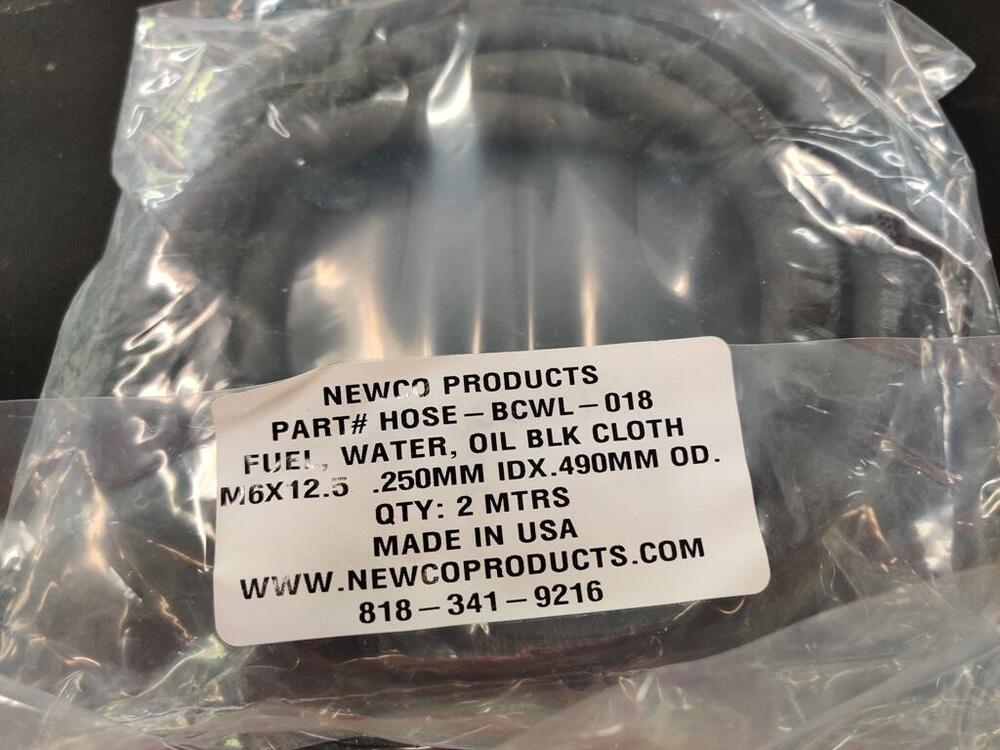 NEWCO PRODUCTS
PART# HOSE-BCWL-018
FUEL, WATER, OIL BLK CLOTH
M6X12.5 .250MM IDX.490MM OD.
QTY: 2 MTRS
MADE IN USA
WWW.NEWCOPRODUCTS.COM
818-341-9216